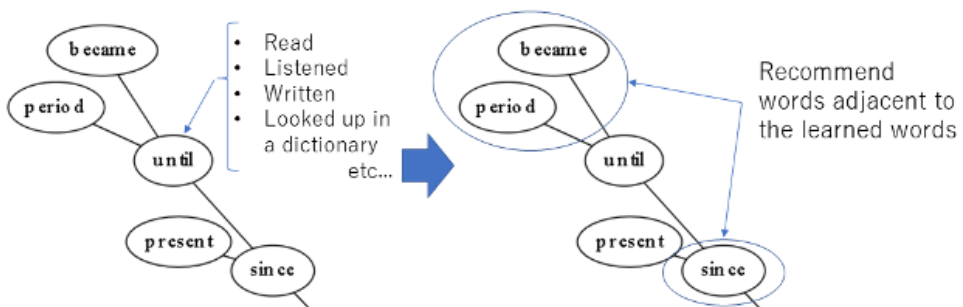 became
period
until
present
since
• Read
• Listened
• Written
• Looked up in
a dictionary
etc...
became
period
until
present
since
Recommend
words adjacent to
the learned words